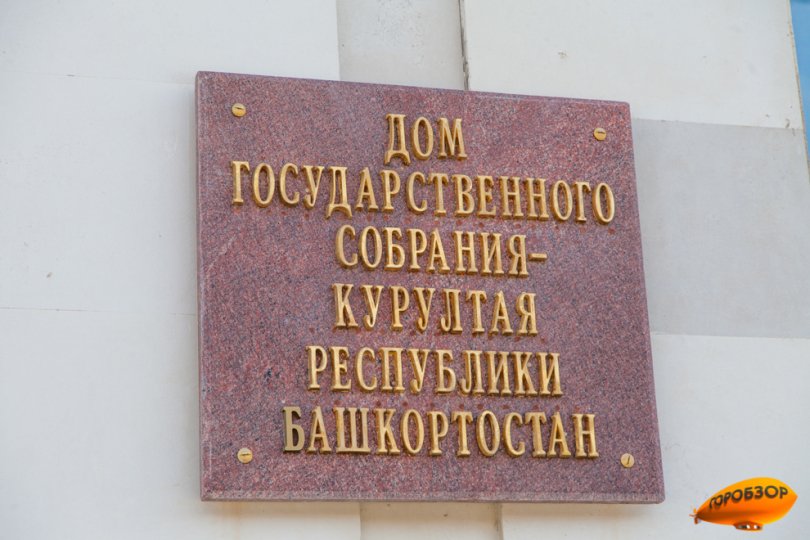 ДОМ
ГОСУДАРСТВЕННОГО
СОБРАНИЯ-
КУРУЛТАЯ
РЕСПУБЛИКИ
БАШКОРТОСТАН
ГОРОБЗОР